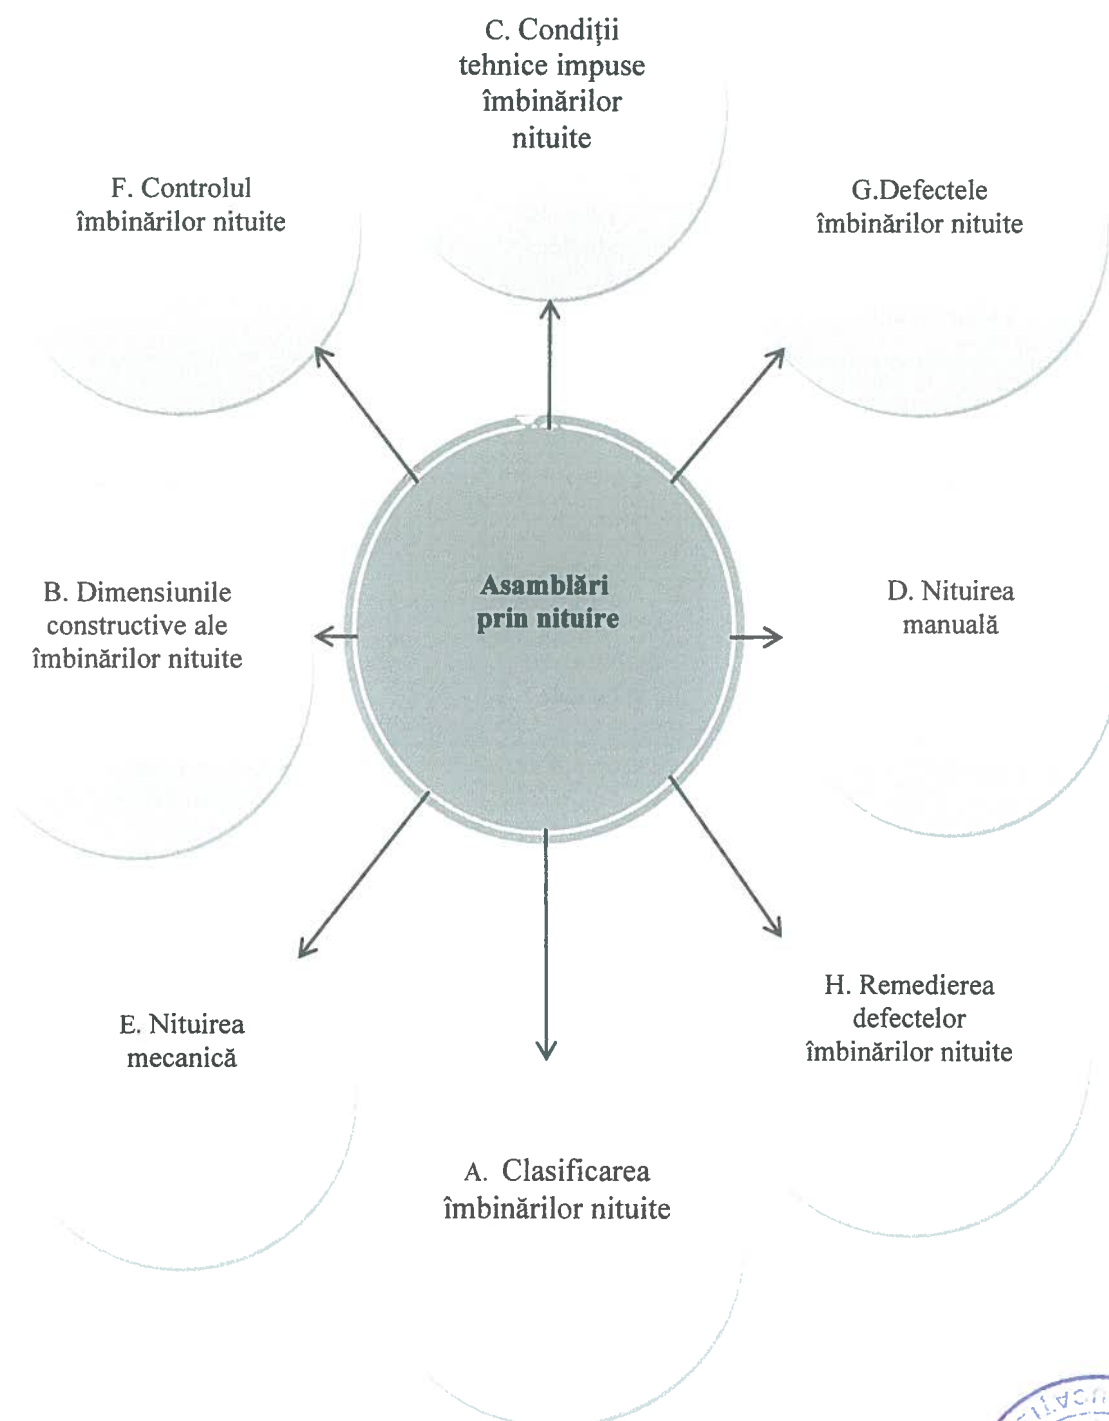 C. Condiții
tehnice impuse
îmbinărilor
nituite
F. Controlul
îmbinărilor nituite
G.Defectele
îmbinărilor nituite
B. Dimensiunile
constructive ale
îmbinărilor nituite
Asamblări
prin nituire
D. Nituirea
manuală
E. Nituirea
mecanică
H. Remedierea
defectelor
îmbinărilor nituite
A. Clasificarea
îmbinărilor nituite